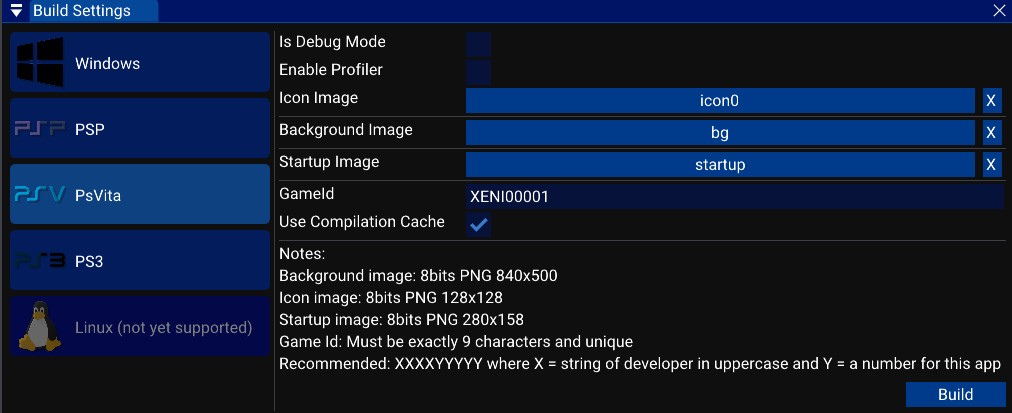 Build Settings X
Windows
PSP PSP
PSV PsVita
PS3 PS3
Linux (not yet supported)
Is Debug Mode
Enable Profiler
Icon Image icon0 X
Background Image bg X
Startup Image startup X
GameId XENI00001
Use Compilation Cache
Notes:
Background image: 8bits PNG 840x500
Icon image: 8bits PNG 128x128
Startup image: 8bits PNG 280x158
Game Id: Must be exactly 9 characters and unique
Recommended: XXXXYYYYY where X = string of developer in uppercase and Y = a number for this app
Build